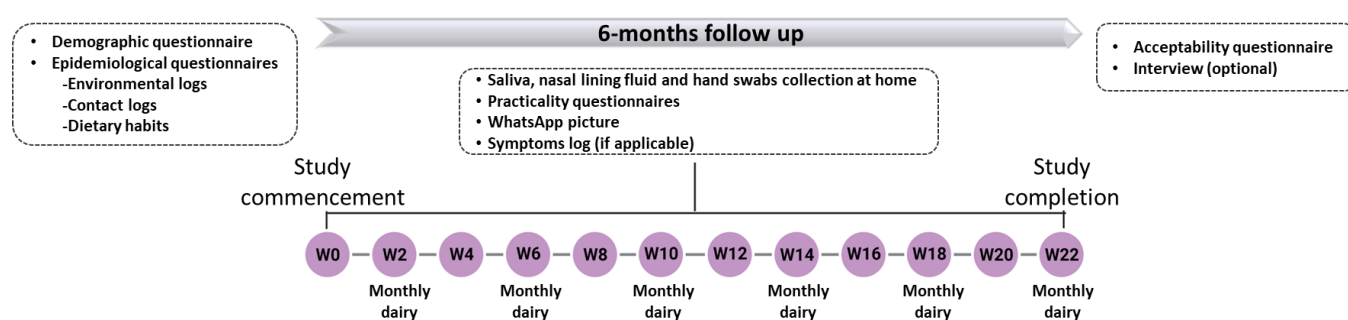 6-months follow up
• Demographic questionnaire
• Epidemiological questionnaires
-Environmental logs
-Contact logs
-Dietary habits
• Saliva, nasal lining fluid and hand swabs collection at home
• Practicality questionnaires
• WhatsApp picture
• Symptoms log (if applicable)
• Acceptability questionnaire
• Interview (optional)
Study
commencement
Study
completion
W0 W2 W4 W6 W8 W10 W12 W14 W16 W18 W20 W22
Monthly
dairy
Monthly
dairy
Monthly
dairy
Monthly
dairy
Monthly
dairy
Monthly
dairy